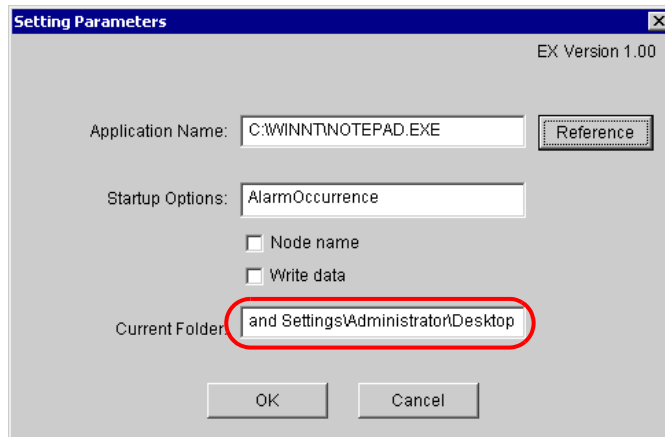 Setting Parameters
EX Version 1.00
Application Name: C:\WINNT\NOTEPAD.EXE Reference
Startup Options: AlarmOccurrence
Node name
Write data
Current Folder: and Settings\Administrator\Desktop
OK Cancel